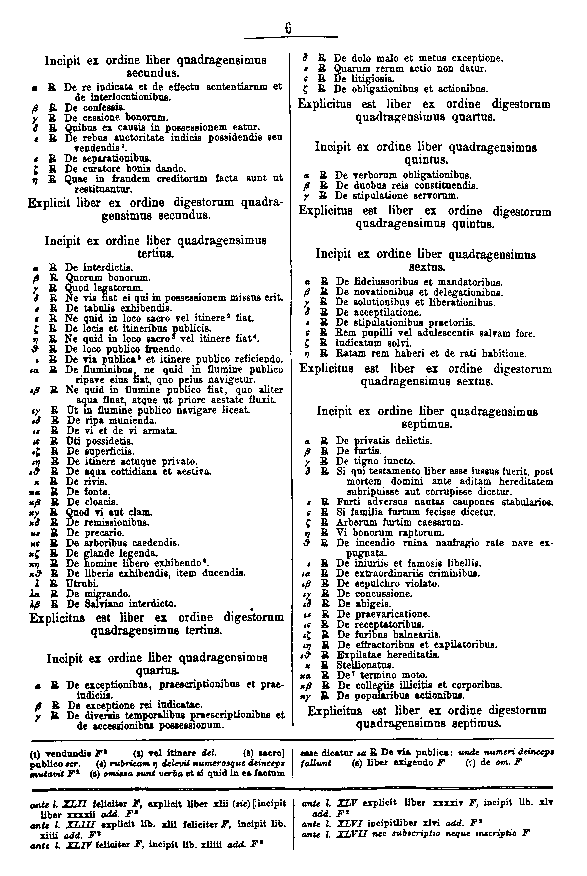 6
Incipit ex ordine liber quadragensimus
secundus.
α R De re iudicata et de effectu sententiarum et
de interlocutionibus.
β R De confessis.
γ R De cessione bonorum.
δ R Quibus ex causis in possessionem eatur.
ε R De rebus auctoritate iudicis possidendis seu
vendendis¹.
ς R De separationibus.
ζ R De curatore bonis dando.
η R Quae in fraudem creditorum facta sunt ut
restituantur.
Explicit liber ex ordine digestorum quadra-
gensimus secundus.
Incipit ex ordine liber quadragensimus
tertius.
α R De interdictis.
β R Quorum bonorum.
γ R Quod legatorum.
δ R Ne vis fiat ei qui in possessionem missus erit.
ε R De tabulis exhibendis.
ς R Ne quid in loco sacro vel itinere² fiat.
ζ R De locis et itineribus publicis.
η R Ne quid in loco sacro³ vel itinere fiat⁴.
ϑ R De loco publico fruendo.
ι R De via publica⁵ et itinere publico reficiendo.
ια R De fluminibus, ne quid in flumine publico
ripave eius fiat, quo peius navigetur.
ιβ R Ne quid in flumine publico fiat, quo aliter
aqua fluat, atque ut priore aestate fluxit.
ιγ R Ut in flumine publico navigare liceat.
ιδ R De ripa munienda.
ιε R De vi et de vi armata.
ις R Uti possidetis.
ιζ R De superficiis.
ιη R De itinere actuque privato.
ιϑ R De aqua cottidiana et aestiva.
κ R De rivis.
κα R De fonte.
κβ R De cloacis.
κγ R Quod vi aut clam.
κδ R De remissionibus.
κε R De precario.
κς R De arboribus caedendis.
κζ R De glande legenda.
κη R De homine libero exhibendo⁶.
κϑ R De liberis exhibendis, item ducendis.
λ R Utrubi.
λα R De migrando.
λβ R De Salviano interdicto.
Explicitus est liber ex ordine digestorum
quadragensimus tertius.
Incipit ex ordine liber quadragensimus
quartus.
α R De exceptionibus, praescriptionibus et prae-
iudiciis.
β R De exceptione rei iudicatae.
γ R De diversis temporalibus praescriptionibus et
de accessionibus possessionum.
δ R De dolo malo et metus exceptione.
ε R Quarum rerum actio non datur.
ς R De litigiosis.
ζ R De obligationibus et actionibus.
Explicitus est liber ex ordine digestorum
quadragensimus quartus.
Incipit ex ordine liber quadragensimus
quintus.
α R De verborum obligationibus.
β R De duobus reis constituendis.
γ R De stipulatione servorum.
Explicitus est liber ex ordine digestorum
quadragensimus quintus.
Incipit ex ordine liber quadragensimus
sextus.
α R De fideiussoribus et mandatoribus.
β R De novationibus et delegationibus.
γ R De solutionibus et liberationibus.
δ R De acceptilatione.
ε R De stipulationibus praetoriis.
ς R Rem pupilli vel adulescentis salvam fore.
ζ R Iudicatum solvi.
η R Ratam rem haberi et de rati habitione.
Explicitus est liber ex ordine digestorum
quadragensimus sextus.
Incipit ex ordine liber quadragensimus
septimus.
α R De privatis delictis.
β R De furtis.
γ R De tigno iuncto.
δ R Si qui testamento liber esse iussus fuerit, post
mortem domini ante aditam hereditatem
subripuisse aut corrupisse dicetur.
ε R Furti adversus nautas caupones stabularios.
ς R Si familia furtum fecisse dicetur.
ζ R Arborum furtim caesarum.
η R Vi bonorum raptorum.
ϑ R De incendio ruina naufragio rate nave ex-
pugnata.
ι R De iniuriis et famosis libellis.
ια R De extraordinariis criminibus.
ιβ R De sepulchro violato.
ιγ R De concussione.
ιδ R De abigeis.
ιε R De praevaricatione.
ις R De receptatoribus.
ιζ R De furibus balneariis.
ιη R De effractoribus et expilatoribus.
ιϑ R Expilatae hereditatis.
κ R Stellionatus.
κα R De⁷ termino moto.
κβ R De collegiis illicitis et corporibus.
κγ R De popularibus actionibus.
Explicitus est liber ex ordine digestorum
quadragensimus septimus.
(1) vendundis F² (2) vel itinere del. (3) sacro]
publico scr. (4) rubricam η delevit numerosque deinceps
mutavit F² (5) omissa sunt verba et si quid in ea factum
esse dicatur ια R De via publica: unde numeri deinceps
fallunt (6) liber exigendo F (7) de om. F
ante l. XLII feliciter F, explicit liber xlii (sic) [incipit
liber xxxxii add. F²
ante l. XLIII explicit lib. xlii feliciter F, incipit lib.
xliii add. F²
ante l. XLIV feliciter F, incipit lib. xliiii add. F²
ante l. XLV explicit liber xxxxiv F, incipit lib. xlv
add. F²
ante l. XLVI incipit liber xlvi add. F²
ante l. XLVII nec subscriptio neque inscriptio F